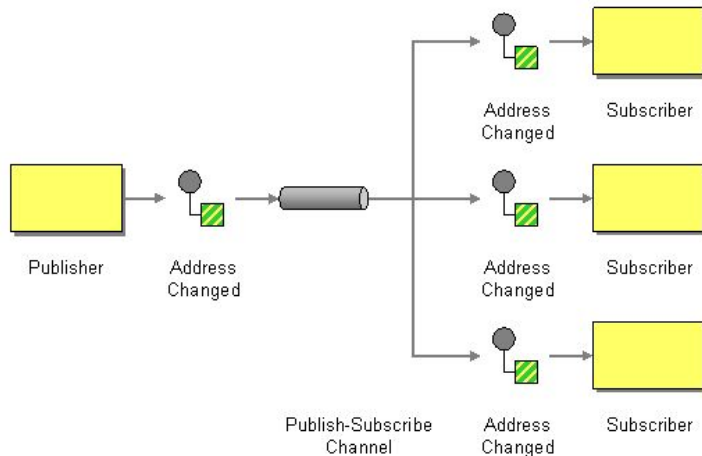 Address
Changed
Subscriber
Publisher
Address
Changed
Address
Changed
Subscriber
Publish-Subscribe
Channel
Address
Changed
Subscriber